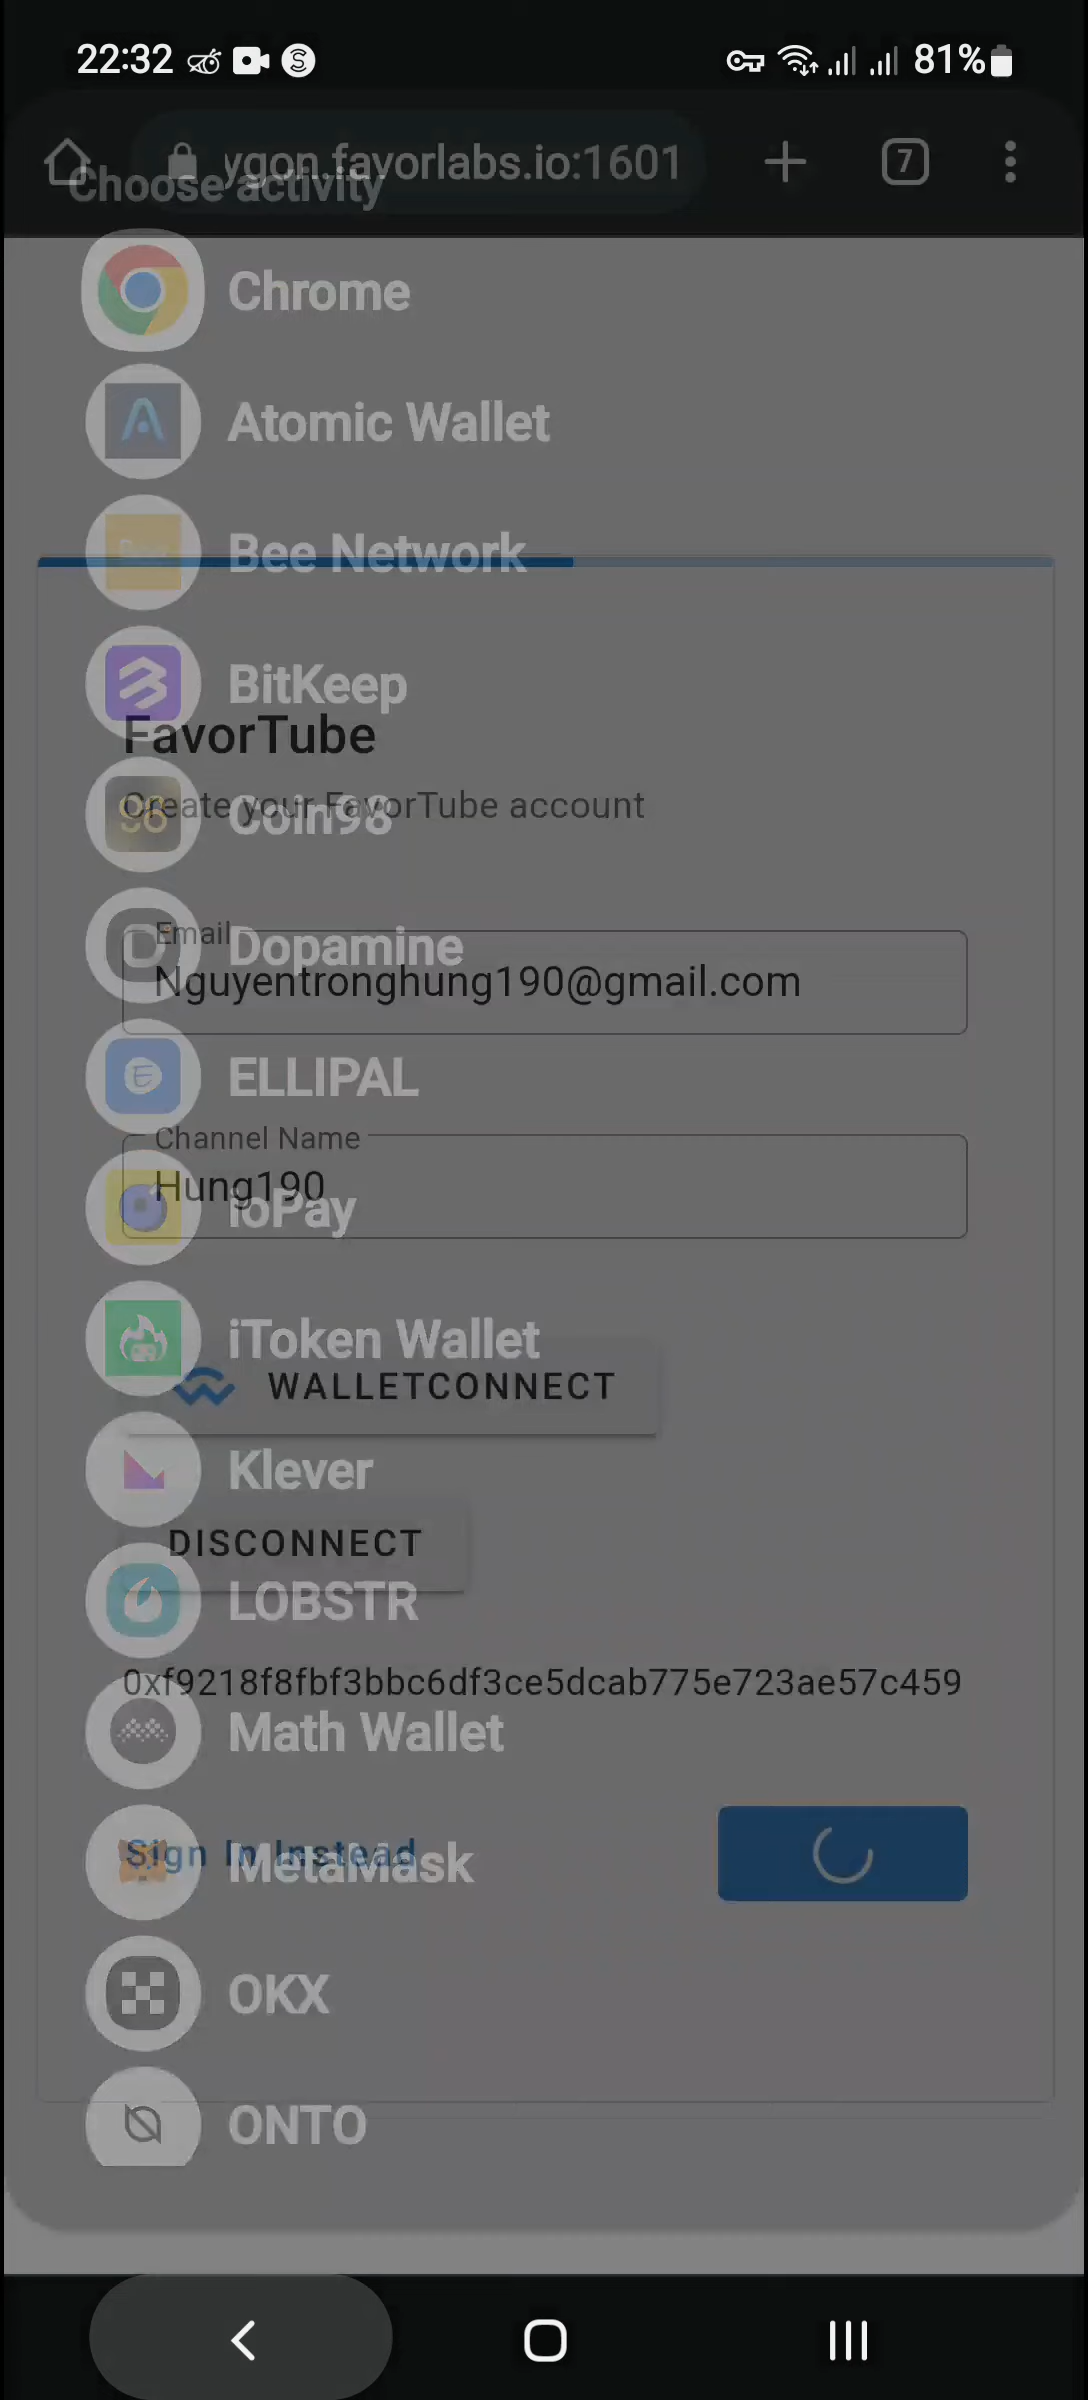 22:32
81%
ygon.favorlabs.io:1601
7
Choose activity
Chrome
Atomic Wallet
Bee Network
BitKeep
FavorTube
Create your FavorTube account
Coin98
Email
Dopamine
Nguyentronghung190@gmail.com
ELLIPAL
Channel Name
Hung190
ioPay
iToken Wallet
WALLETCONNECT
Klever
DISCONNECT
LOBSTR
0xf9218f8fbf3bbc6df3ce5dcab775e723ae57c459
Math Wallet
Sign In Instead
MetaMask
OKX
ONTO